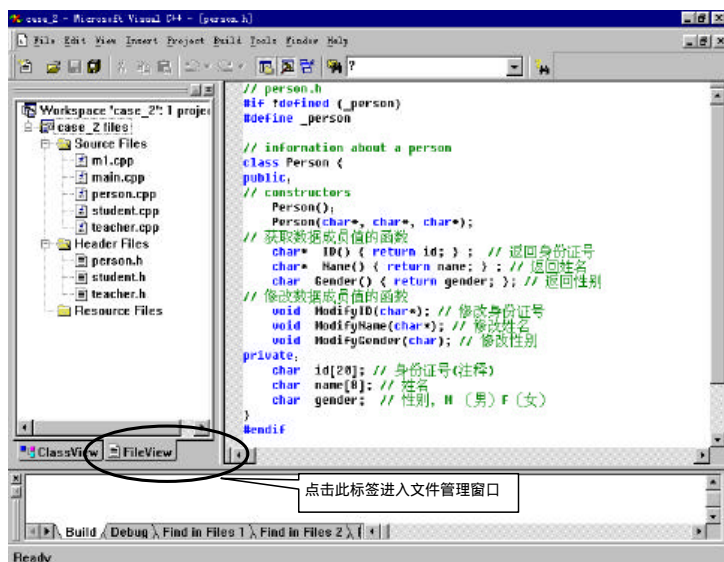 case_2 - Microsoft Visual C++ - [person.h]
File Edit View Insert Project Build Tools Window Help
?
Workspace 'case_2': 1 projec
case_2 files
Source Files
m1.cpp
main.cpp
person.cpp
student.cpp
teacher.cpp
Header Files
person.h
student.h
teacher.h
Resource Files
ClassView
FileView
// person.h
#if !defined (_person)
#define _person
// information about a person
class Person {
public:
// constructors
Person();
Person(char*, char*, char*);
// 获取数据成员值的函数
char* ID() { return id; } ; // 返回身份证号
char* Name() { return name; } ; // 返回姓名
char Gender() { return gender; }; // 返回性别
// 修改数据成员值的函数
void ModifyID(char*); // 修改身份证号
void ModifyName(char*); // 修改姓名
void ModifyGender(char); // 修改性别
private:
char id[20]; // 身份证号(注释)
char name[8]; // 姓名
char gender; // 性别, M (男) F (女)
}
#endif
点击此标签进入文件管理窗口
Build Debug Find in Files 1 Find in Files 2
Ready